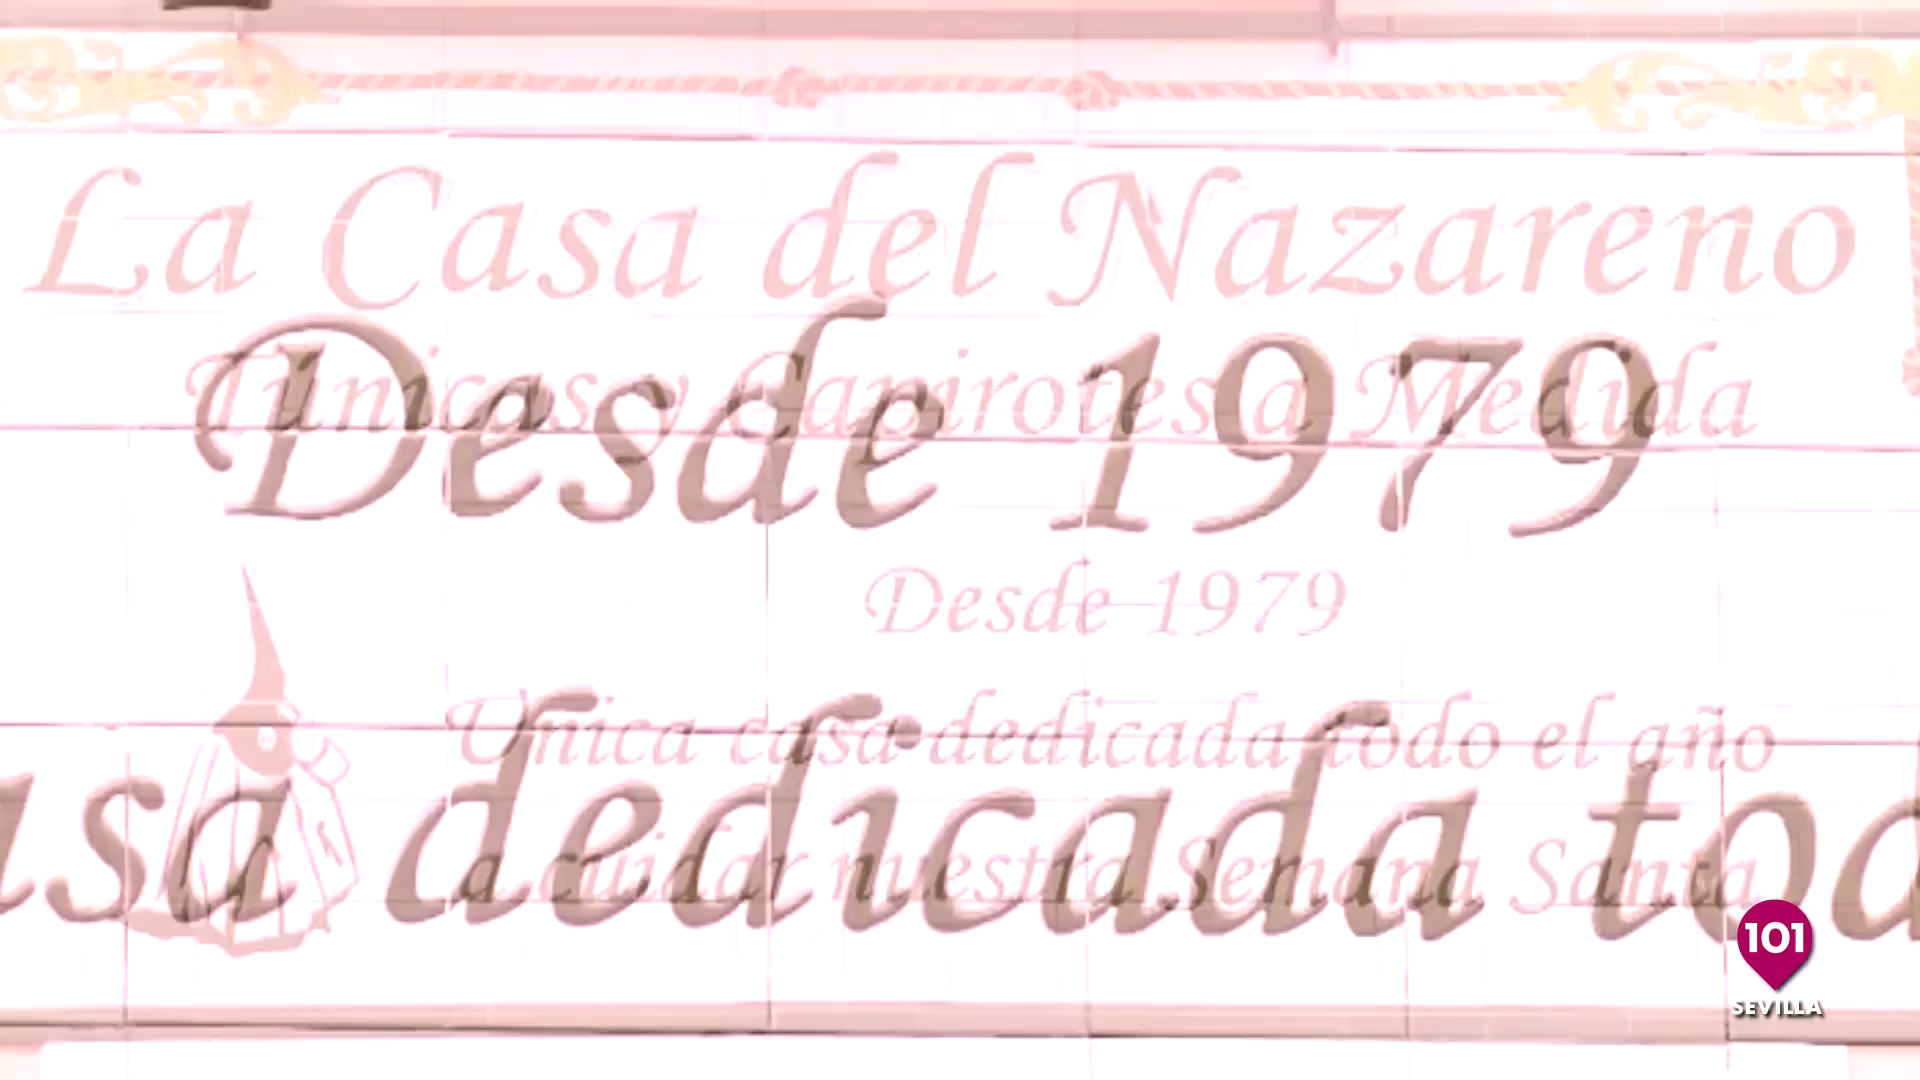 La Casa del Nazareno
Túnicas y Capirotes a Medida
Desde 1979
Desde 1979
Única casa dedicada todo el año
asa dedicada tod
a cuidar nuestra Semana Santa
101
SEVILLA